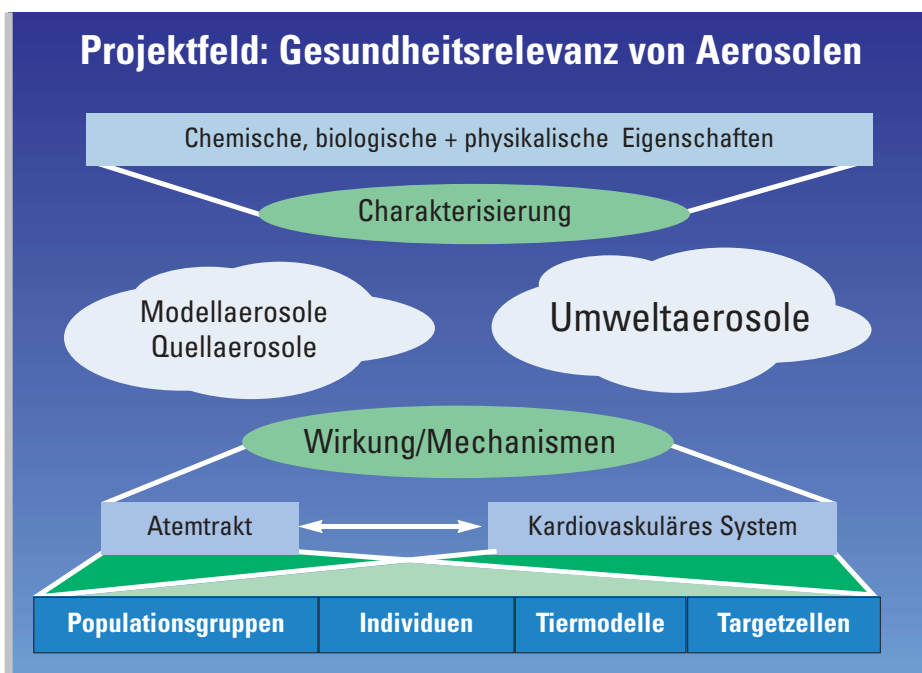 Projektfeld: Gesundheitsrelevanz von Aerosolen
Chemische, biologische + physikalische Eigenschaften
Charakterisierung
Modellaerosole
Quellaerosole
Umweltaerosole
Wirkung/Mechanismen
Atemtrakt
Kardiovaskuläres System
Populationsgruppen
Individuen
Tiermodelle
Targetzellen